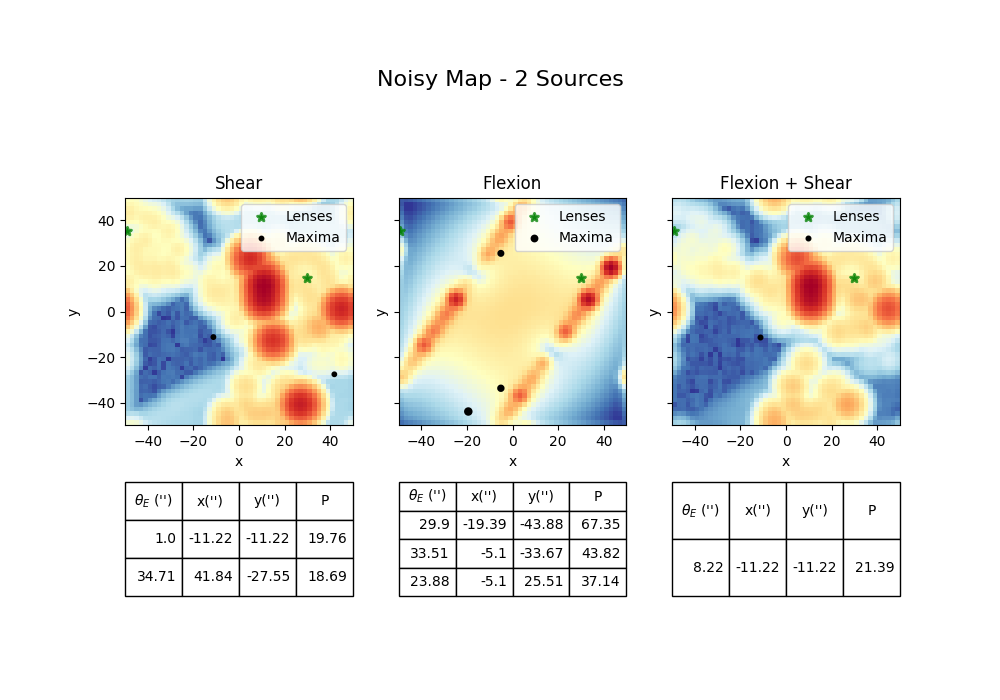 Noisy Map - 2 Sources
Shear
Flexion
Flexion + Shear
Lenses
Maxima
Lenses
Maxima
Lenses
Maxima
y
40
20
0
−20
−40
−40 −20 0 20 40
x
y
−40 −20 0 20 40
x
y
−40 −20 0 20 40
x
θE ('') x('') y('') P
1.0 -11.22 -11.22 19.76
34.71 41.84 -27.55 18.69
θE ('') x('') y('') P
29.9 -19.39 -43.88 67.35
33.51 -5.1 -33.67 43.82
23.88 -5.1 25.51 37.14
θE ('') x('') y('') P
8.22 -11.22 -11.22 21.39